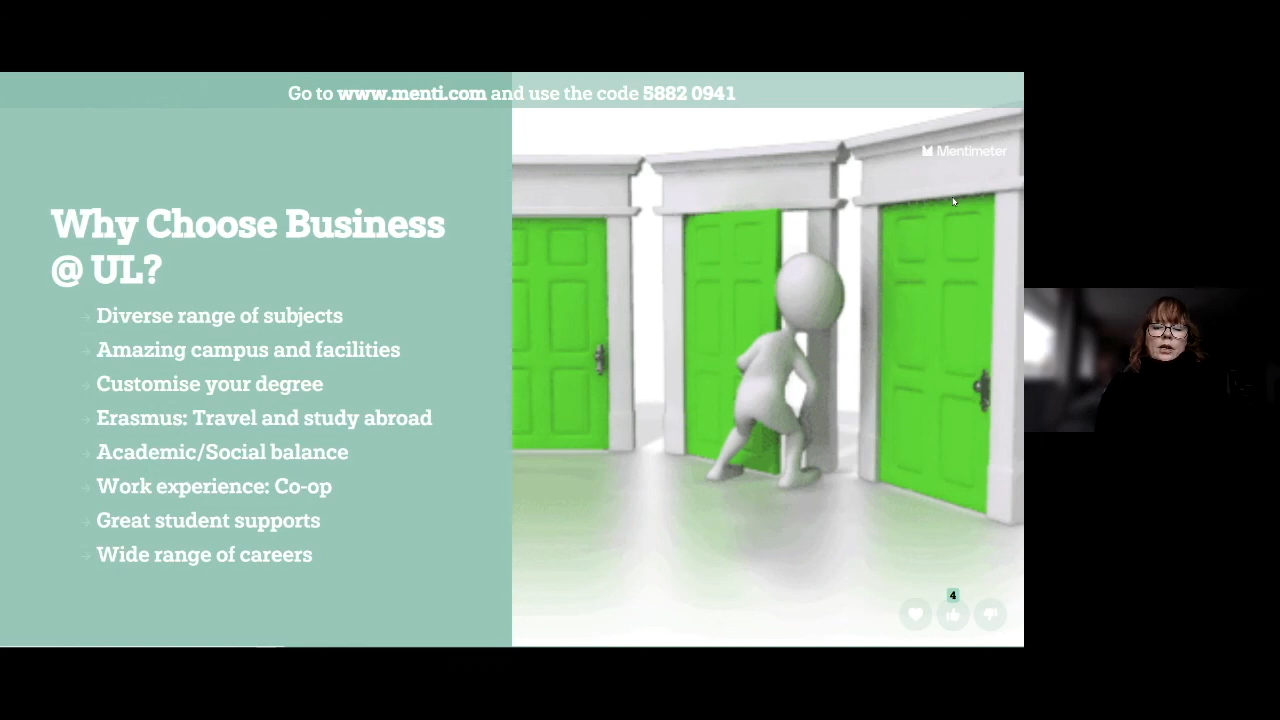 Go to www.menti.com and use the code 5882 0941
Mentimeter
Why Choose Business
@ UL?
Diverse range of subjects
Amazing campus and facilities
Customise your degree
Erasmus: Travel and study abroad
Academic/Social balance
Work experience: Co-op
Great student supports
Wide range of careers
4